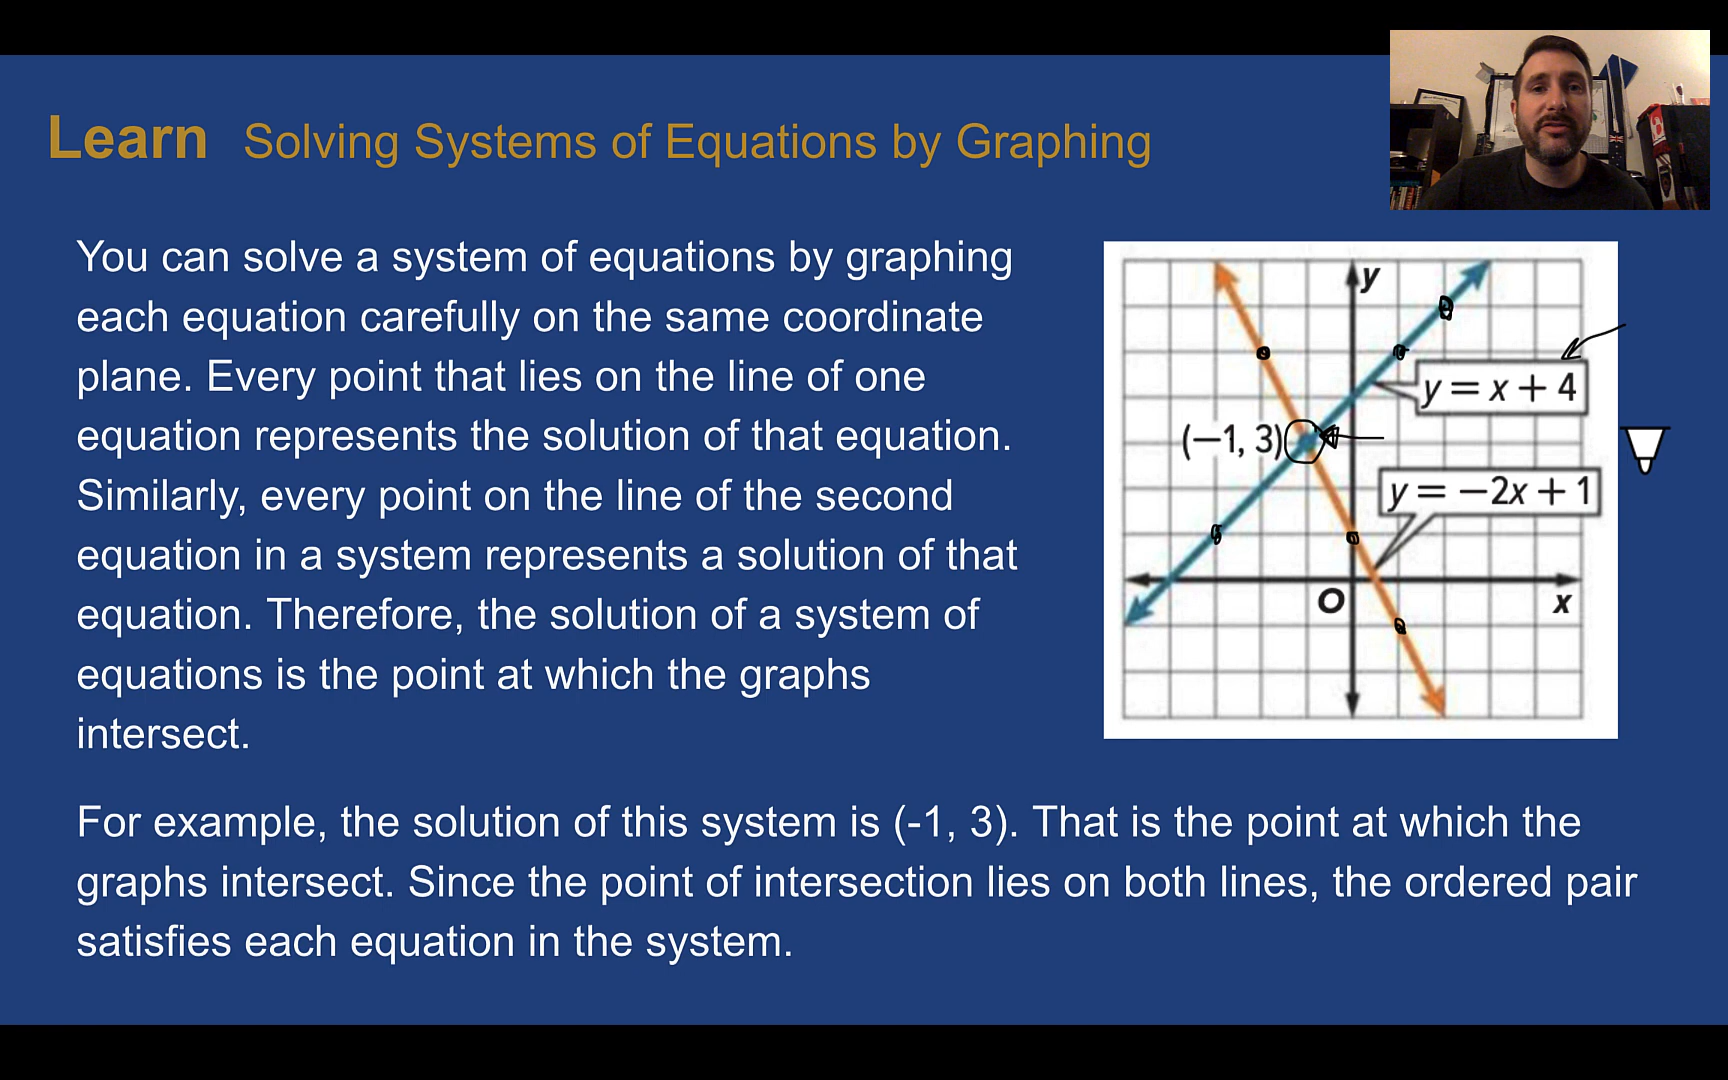 Learn Solving Systems of Equations by Graphing
You can solve a system of equations by graphing
each equation carefully on the same coordinate
plane. Every point that lies on the line of one
equation represents the solution of that equation.
Similarly, every point on the line of the second
equation in a system represents a solution of that
equation. Therefore, the solution of a system of
equations is the point at which the graphs
intersect.
y
y = x + 4
(−1, 3)
y = −2x + 1
O
x
For example, the solution of this system is (-1, 3). That is the point at which the
graphs intersect. Since the point of intersection lies on both lines, the ordered pair
satisfies each equation in the system.